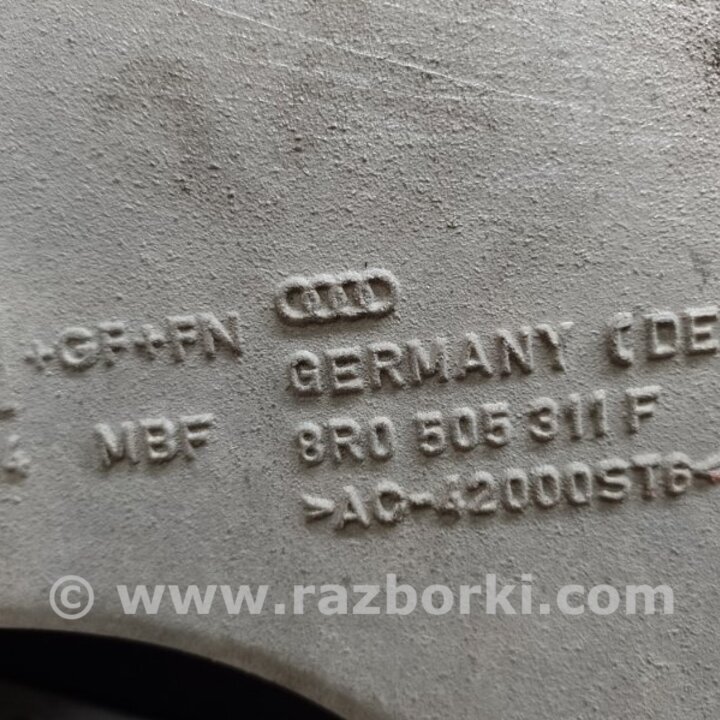 +GF+FN
GERMANY (DE
MBF
8R0 505 311 F
>AC-42000ST6<
© www.razborki.com